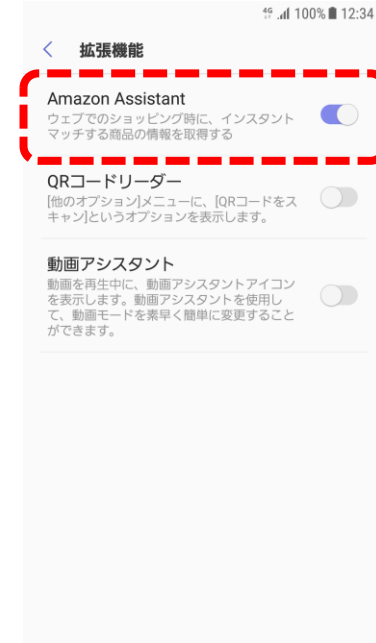 4G 100% 12:34
拡張機能
Amazon Assistant
ウェブでのショッピング時に、インスタント
マッチする商品の情報を取得する
QRコードリーダー
[他のオプション]メニューに、[QRコードをス
キャン]というオプションを表示します。
動画アシスタント
動画を再生中に、動画アシスタントアイコン
を表示します。動画アシスタントを使用し
て、動画モードを素早く簡単に変更すること
ができます。